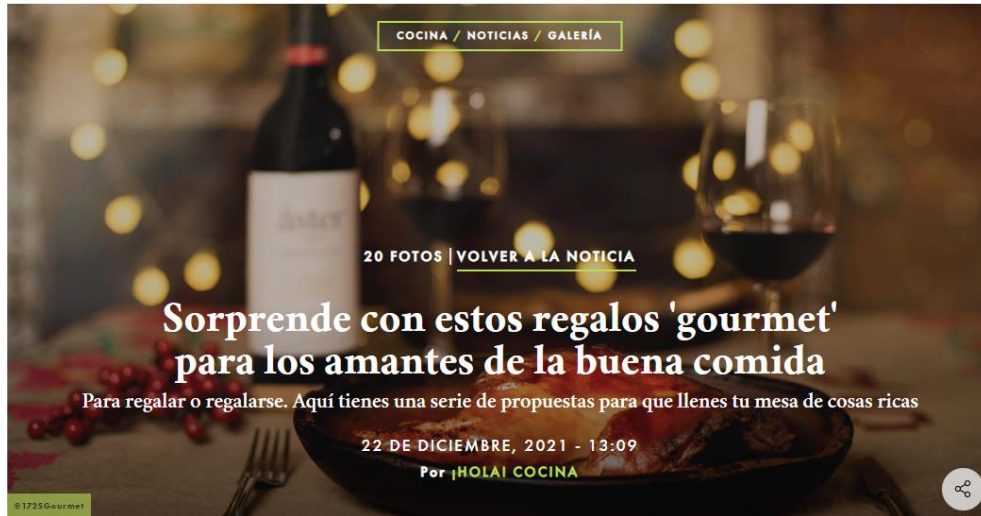 COCINA / NOTICIAS / GALERÍA
20 FOTOS | VOLVER A LA NOTICIA
Sorprende con estos regalos 'gourmet'
para los amantes de la buena comida
Para regalar o regalarse. Aquí tienes una serie de propuestas para que llenes tu mesa de cosas ricas
22 DE DICIEMBRE, 2021 - 13:09
Por ¡HOLA! COCINA
©1725Gourmet